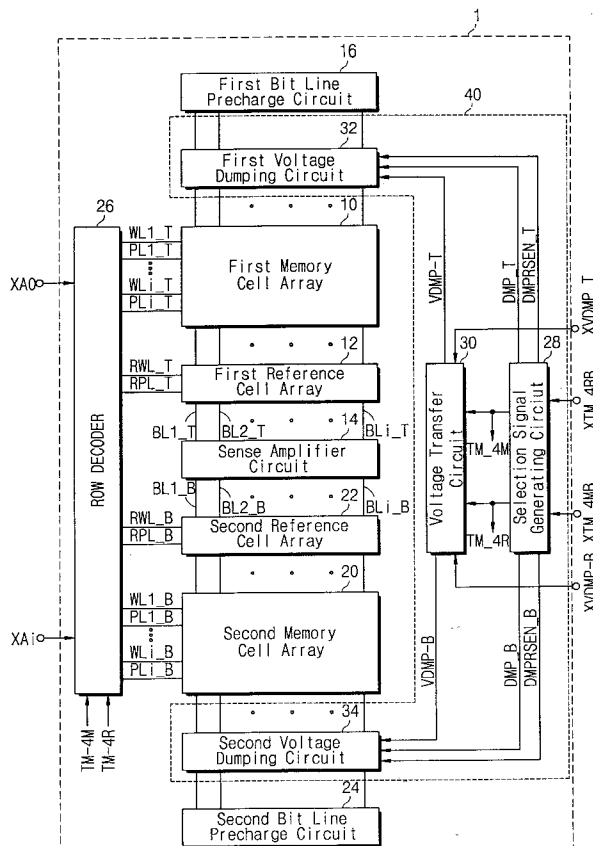 1
16
First Bit Line
Precharge Circuit
40
32
First Voltage
Dumping Circuit
10
26
WL1_T
PL1_T
WLi_T
PLi_T
First Memory
Cell Array
XA0
VDMP-T
DMP_T
DMPRSEN_T
XVDMP_T
12
RWL_T
RPL_T
First Reference
Cell Array
30
28
XTM_4RB
BL1_T
BL2_T
BLi_T
14
Sense Amplifier
Circuit
ROW DECODER
Voltage Transfer
Circuit
TM_4M
Selection Signal
Generating Circiut
BL1_B
BL2_B
BLi_B
22
TM_4R
XTM_4MB
RWL_B
RPL_B
Second Reference
Cell Array
XVDMP-B
20
WL1_B
PL1_B
WLi_B
PLi_B
Second Memory
Cell Array
XAi
VDMP-B
DMP_B
DMPRSEN_B
34
TM-4M
TM-4R
Second Voltage
Dumping Circuit
24
Second Bit Line
Precharge Circuit